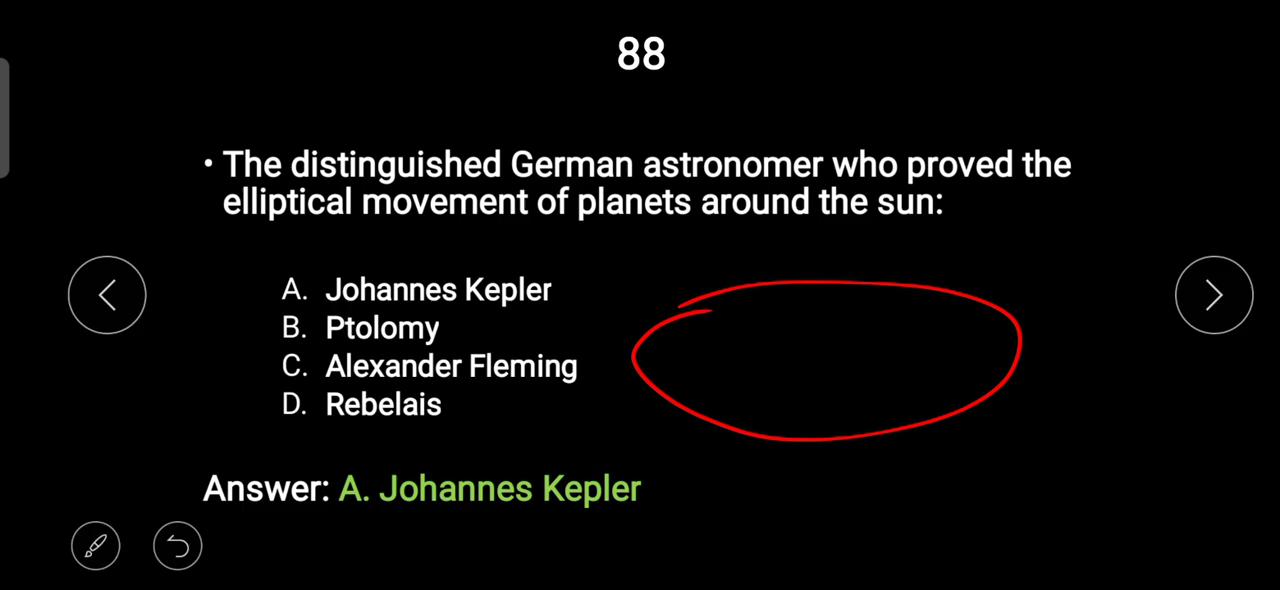 88
• The distinguished German astronomer who proved the
elliptical movement of planets around the sun:
A. Johannes Kepler
B. Ptolomy
C. Alexander Fleming
D. Rebelais
Answer: A. Johannes Kepler